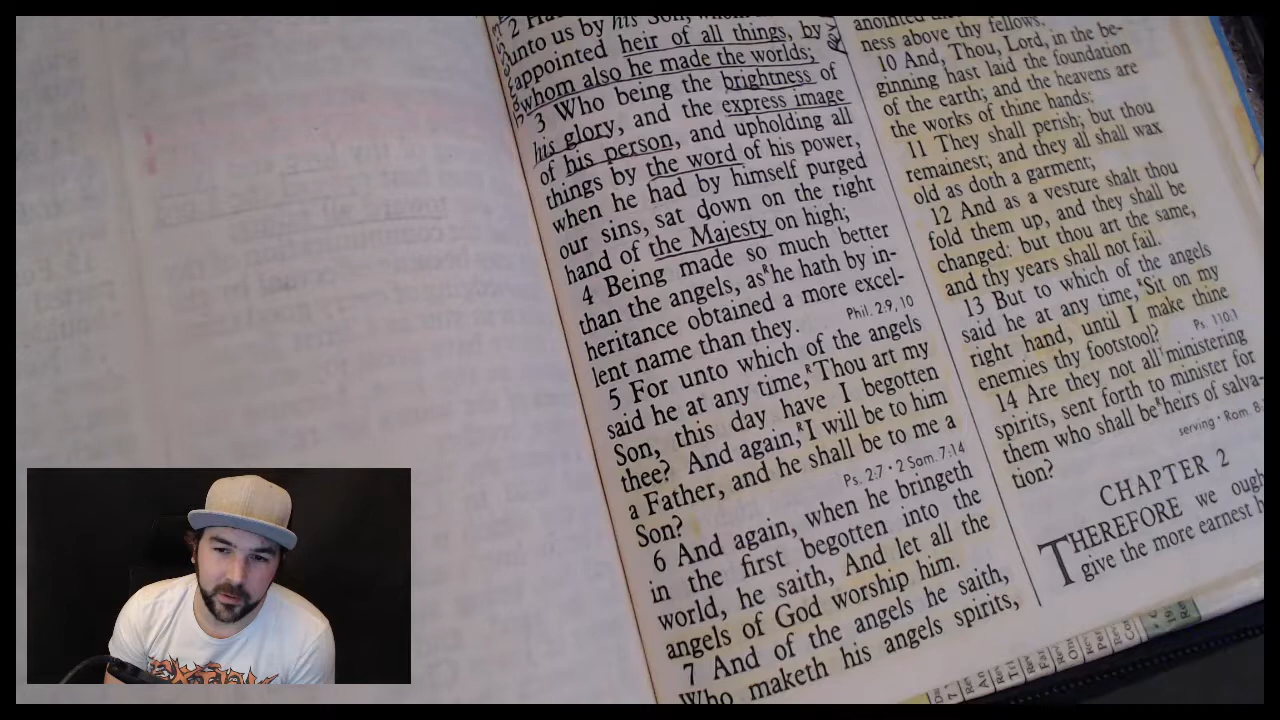 2
unto us by his Son, whom
appointed heir of all things, by
whom also he made the worlds;
3 Who being the brightness of
his glory, and the express image
of his person, and upholding all
things by the word of his power,
when he had by himself purged
our sins, sat down on the right
hand of the Majesty on high;
4 Being made so much better
than the angels, as R he hath by in-
heritance obtained a more excel-
lent name than they. Phil. 2:9, 10
5 For unto which of the angels
said he at any time, R Thou art my
Son, this day have I begotten
thee? And again, R I will be to him
a Father, and he shall be to me a
Son? Ps. 2:7 • 2 Sam. 7:14
6 And again, when he bringeth
in the first begotten into the
world, he saith, And let all the
angels of God worship him.
7 And of the angels he saith,
Who maketh his angels spirits,
anointed
ness above thy fellows.
10 And, Thou, Lord, in the be-
ginning hast laid the foundation
of the earth; and the heavens are
the works of thine hands:
11 They shall perish; but thou
remainest; and they all shall wax
old as doth a garment;
12 And as a vesture shalt thou
fold them up, and they shall be
changed: but thou art the same,
and thy years shall not fail.
13 But to which of the angels
said he at any time, R Sit on my
right hand, until I make thine
enemies thy footstool? Ps. 110:1
14 Are they not all ministering
spirits, sent forth to minister for
them who shall be R heirs of salva-
tion? serving • Rom. 8:
CHAPTER 2
THEREFORE we
give the more earnest